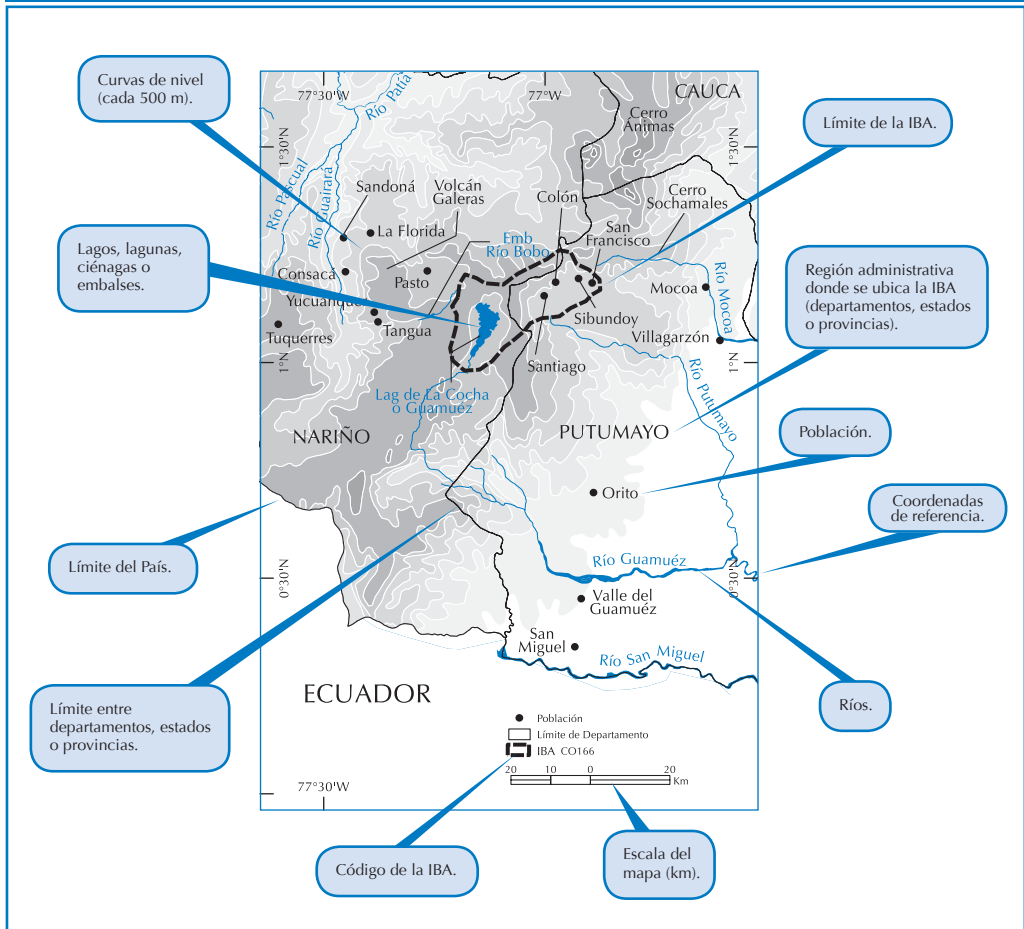 Curvas de nivel
(cada 500 m).
Límite de la IBA.
Lagos, lagunas,
ciénagas o
embalses.
Región administrativa
donde se ubica la IBA
(departamentos, estados
o provincias).
Población.
Coordenadas
de referencia.
Límite del País.
Límite entre
departamentos, estados
o provincias.
Ríos.
Código de la IBA.
Escala del
mapa (km).
77°30'W
77°W
CAUCA
Río Patía
Cerro
Ánimas
1°30'N
1°30'N
Río Pascual
Río Guairará
Sandoná
Volcán
Galeras
Colón
Cerro
Sochamales
La Florida
San
Francisco
Emb
Río Bobo
Consacá
Pasto
Mocoa
Río Mocoa
Yucuanquer
Tangua
Sibundoy
Tuquerres
Villagarzón
1°N
1°N
Santiago
Lag de La Cocha
o Guamuéz
Río Putumayo
NARIÑO
PUTUMAYO
Orito
Río Guamuéz
0°30'N
0°30'N
Valle del
Guamuéz
San
Miguel
Río San Miguel
ECUADOR
Población
Límite de Departamento
IBA CO166
20 10 0 20
Km
77°30'W